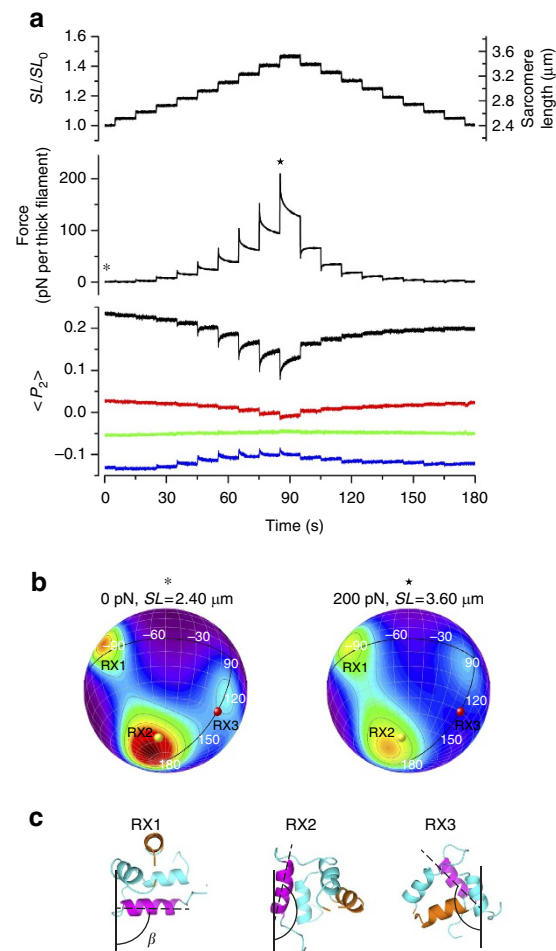 a
SL/SL0
1.6
1.4
1.2
1.0
3.6
3.2
2.8
2.4
Sarcomere
length (μm)
Force
(pN per thick filament)
200
100
0
*
★
<P2>
0.2
0.1
0.0
−0.1
0 30 60 90 120 150 180
Time (s)
b
* ★
0 pN, SL=2.40 μm 200 pN, SL=3.60 μm
−90 −60 −30 90 120 150 180
RX1 RX2 RX3
−90 −60 −30 90 120 150 180
RX1 RX2 RX3
c
RX1 RX2 RX3
β